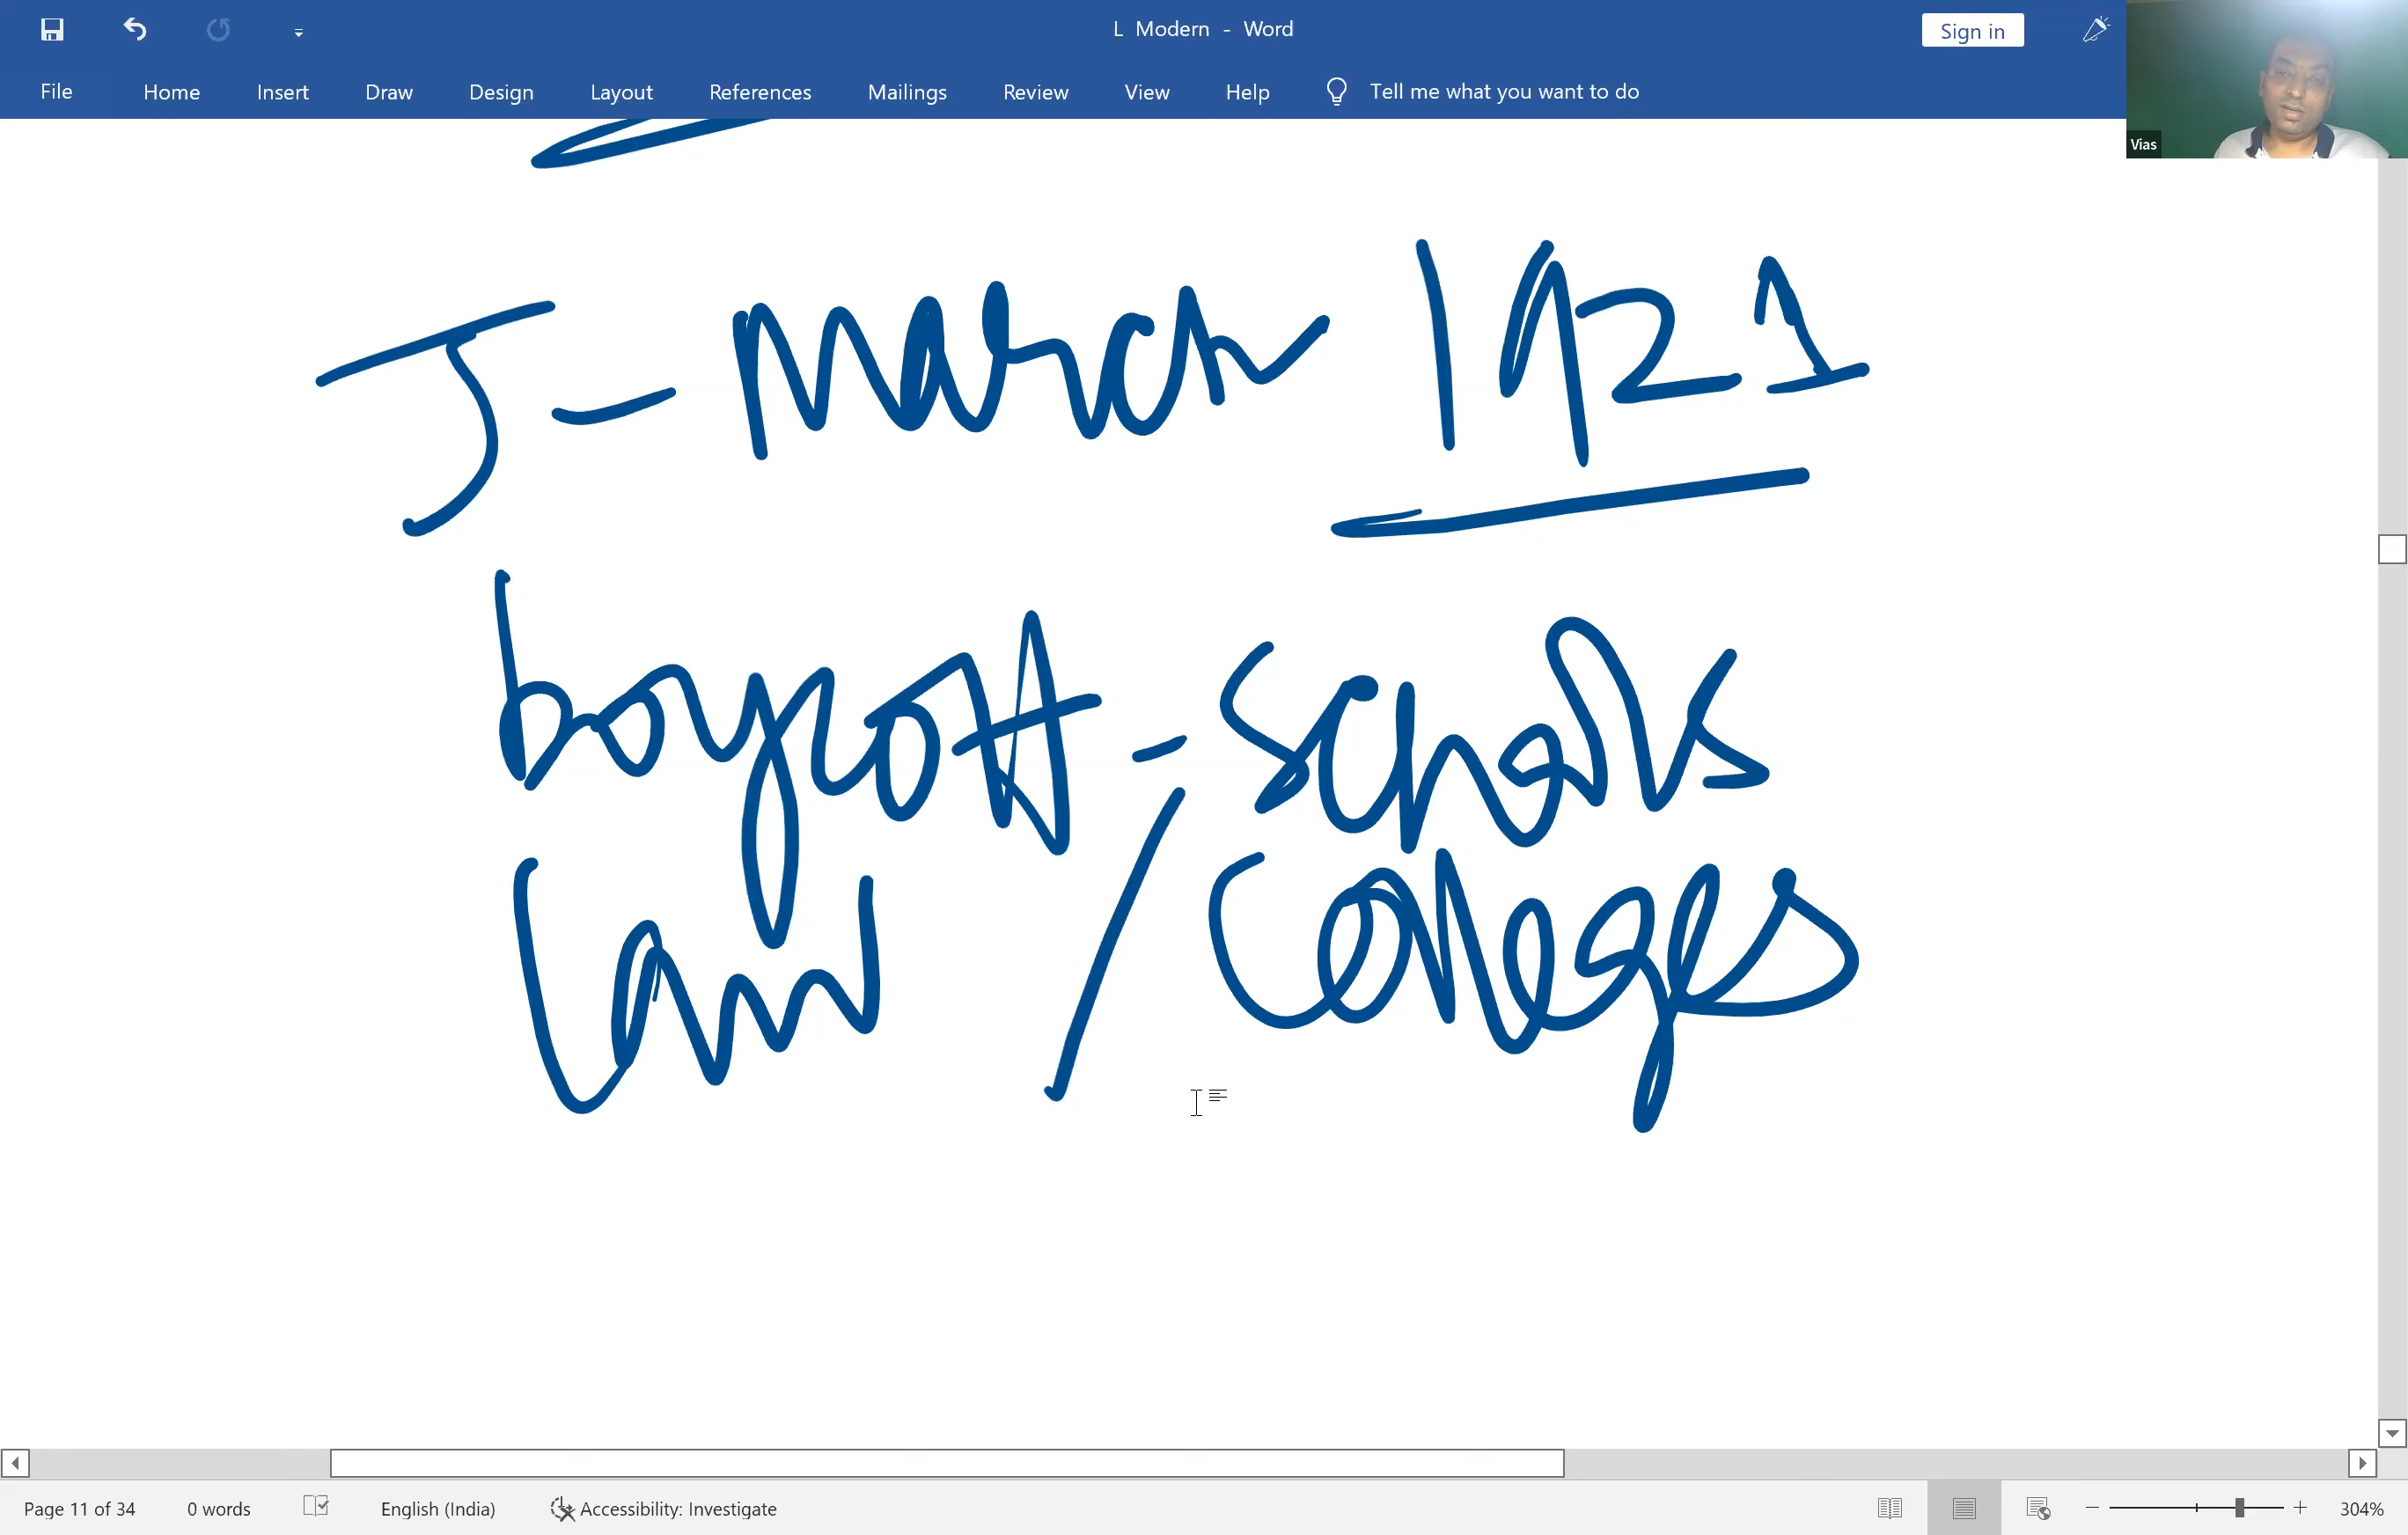 L Modern - Word
Sign in
File Home Insert Draw Design Layout References Mailings Review View Help Tell me what you want to do
Vias
J - March 1921
boycott - schools
Law / Colleges
Page 11 of 34 0 words English (India) Accessibility: Investigate 304%